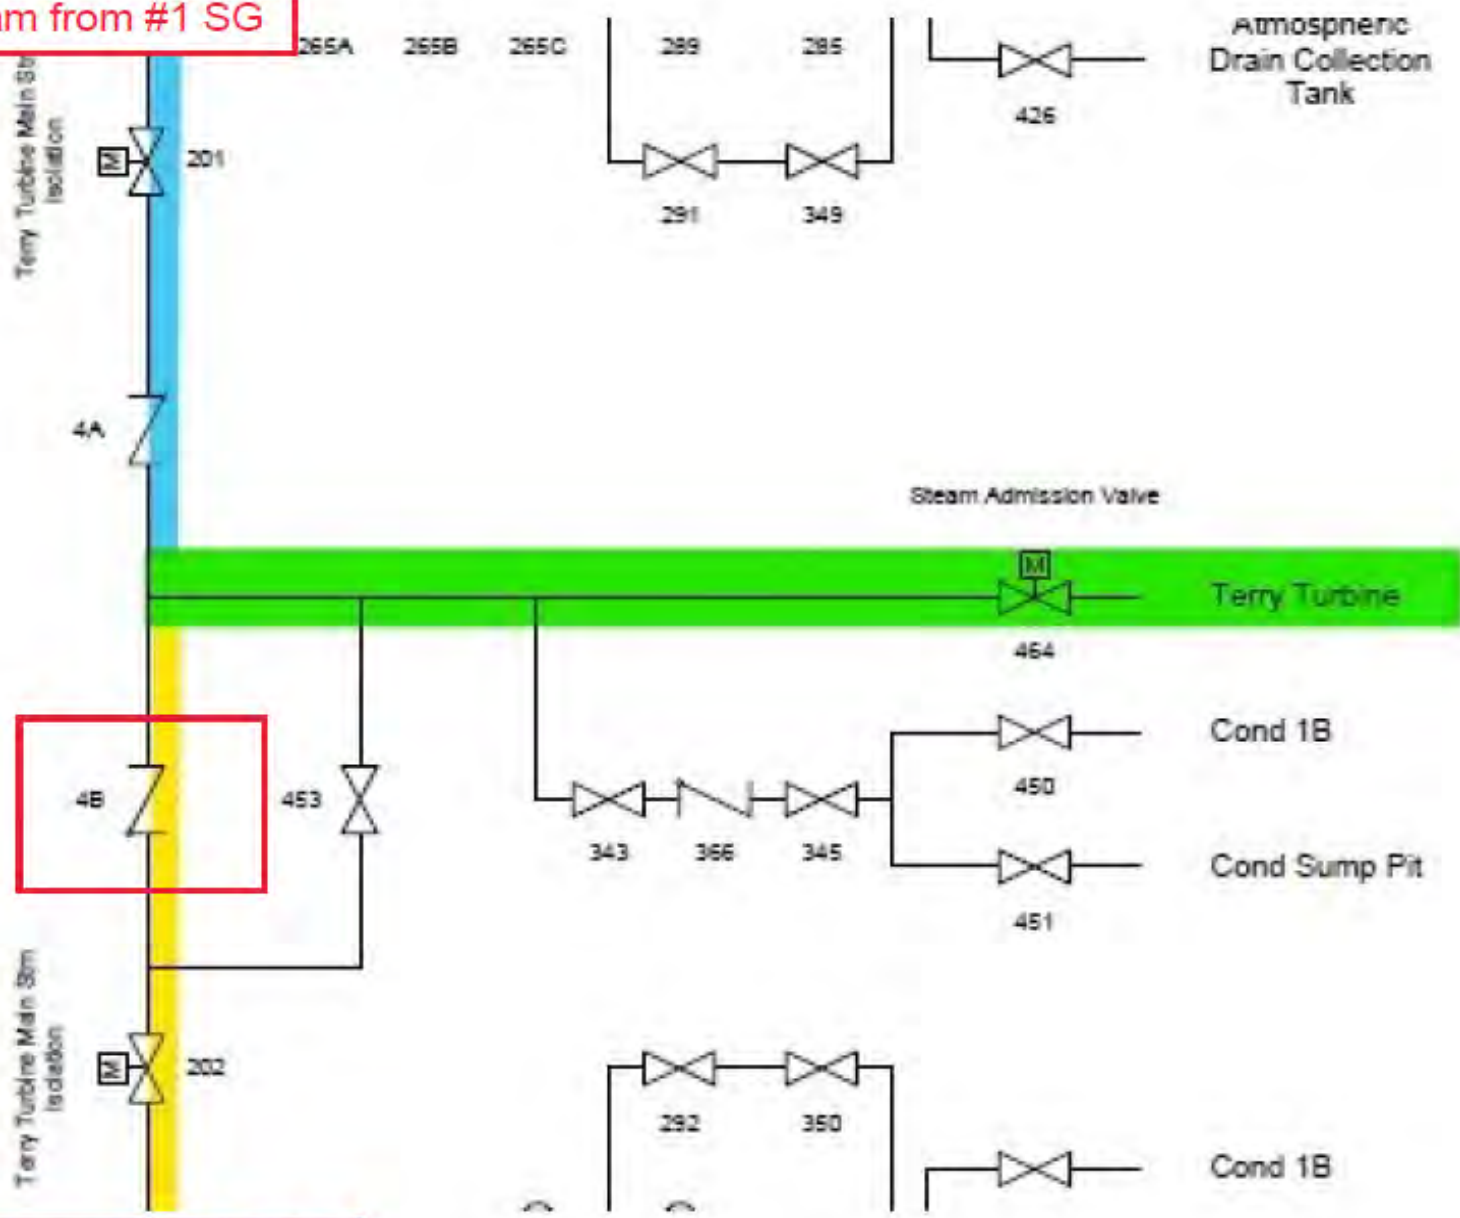 am from #1 SG
265A 265B 265C 289 285
Atmospheric
Drain Collection
Tank
426
Terry Turbine Main Stm
Isolation
M 201
291 349
4A
Steam Admission Valve
M
Terry Turbine
464
4B 453
343 366 345
Cond 1B
450
Cond Sump Pit
451
Terry Turbine Main Stm
Isolation
M 202
292 350
Cond 1B